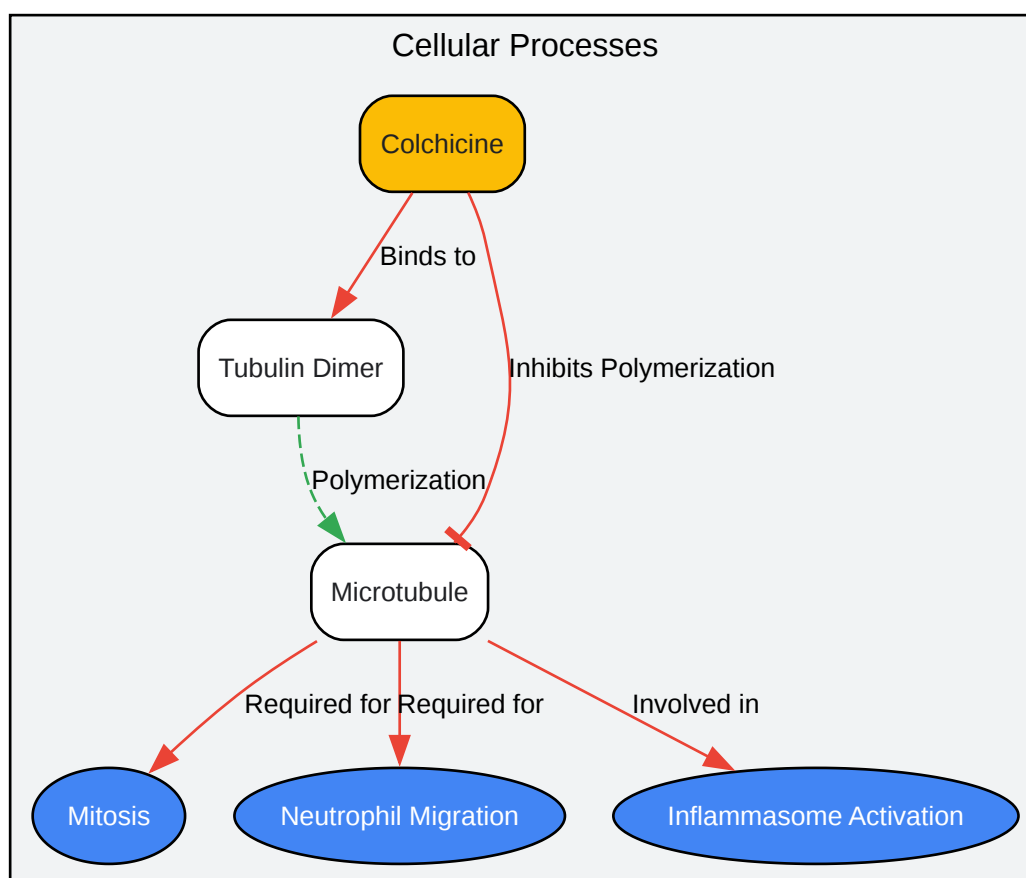 Cellular Processes
Colchicine
Binds to
Tubulin Dimer
Inhibits Polymerization
Polymerization
Microtubule
Required for
Required for
Involved in
Mitosis
Neutrophil Migration
Inflammasome Activation